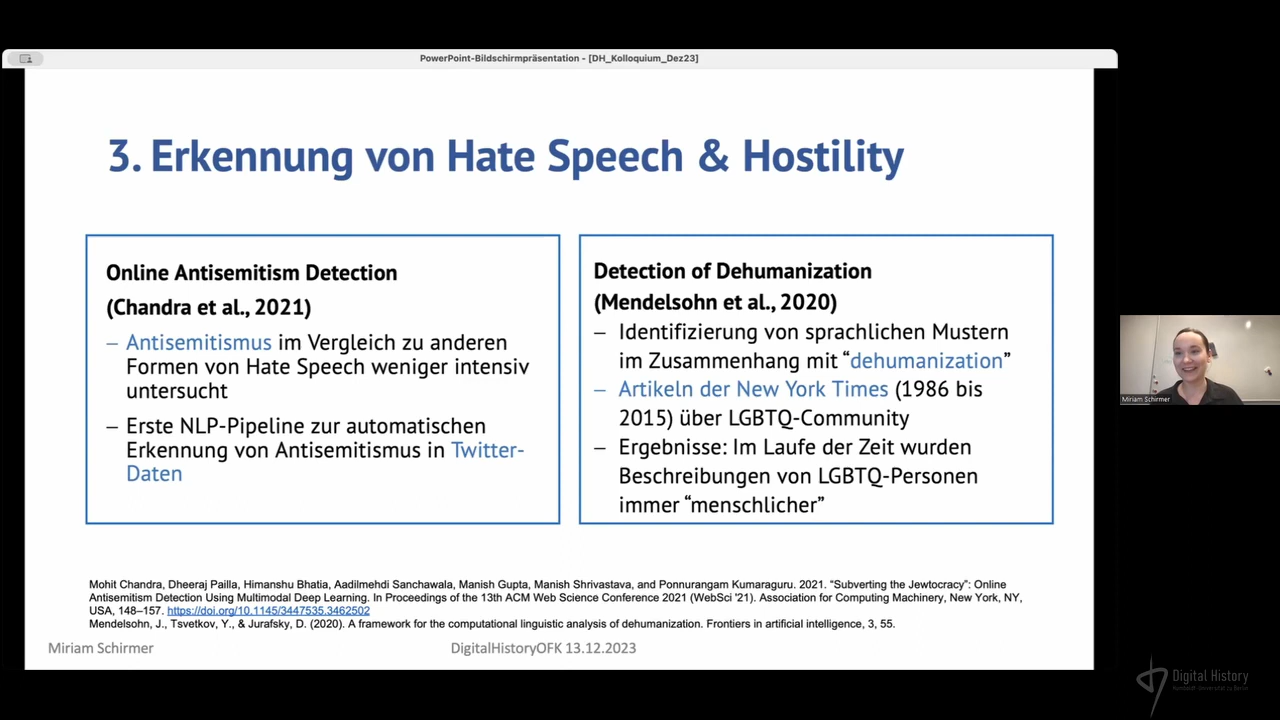 PowerPoint-Bildschirmpräsentation - [DH_Kolloquium_Dez23]
3. Erkennung von Hate Speech & Hostility
Online Antisemitism Detection
(Chandra et al., 2021)
– Antisemitismus im Vergleich zu anderen
Formen von Hate Speech weniger intensiv
untersucht
– Erste NLP-Pipeline zur automatischen
Erkennung von Antisemitismus in Twitter-
Daten
Detection of Dehumanization
(Mendelsohn et al., 2020)
– Identifizierung von sprachlichen Mustern
im Zusammenhang mit “dehumanization”
– Artikeln der New York Times (1986 bis
2015) über LGBTQ-Community
– Ergebnisse: Im Laufe der Zeit wurden
Beschreibungen von LGBTQ-Personen
immer “menschlicher”
Mohit Chandra, Dheeraj Pailla, Himanshu Bhatia, Aadilmehdi Sanchawala, Manish Gupta, Manish Shrivastava, and Ponnurangam Kumaraguru. 2021. “Subverting the Jewtocracy”: Online
Antisemitism Detection Using Multimodal Deep Learning. In Proceedings of the 13th ACM Web Science Conference 2021 (WebSci '21). Association for Computing Machinery, New York, NY,
USA, 148–157. https://doi.org/10.1145/3447535.3462502
Mendelsohn, J., Tsvetkov, Y., & Jurafsky, D. (2020). A framework for the computational linguistic analysis of dehumanization. Frontiers in artificial intelligence, 3, 55.
Miriam Schirmer
DigitalHistoryOFK 13.12.2023
Miriam Schirmer
Digital History
Humboldt-Universität zu Berlin